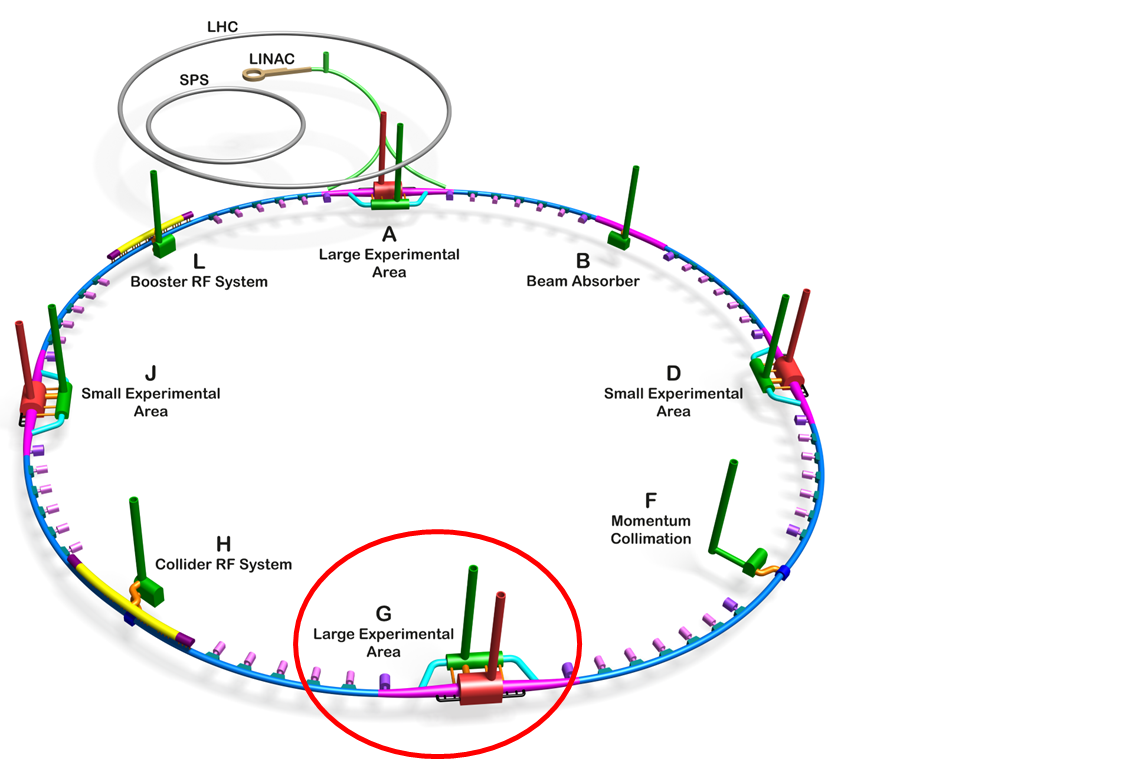 LHC
LINAC
SPS
A
Large Experimental
Area
L
Booster RF System
B
Beam Absorber
J
Small Experimental
Area
D
Small Experimental
Area
F
Momentum
Collimation
H
Collider RF System
G
Large Experimental
Area